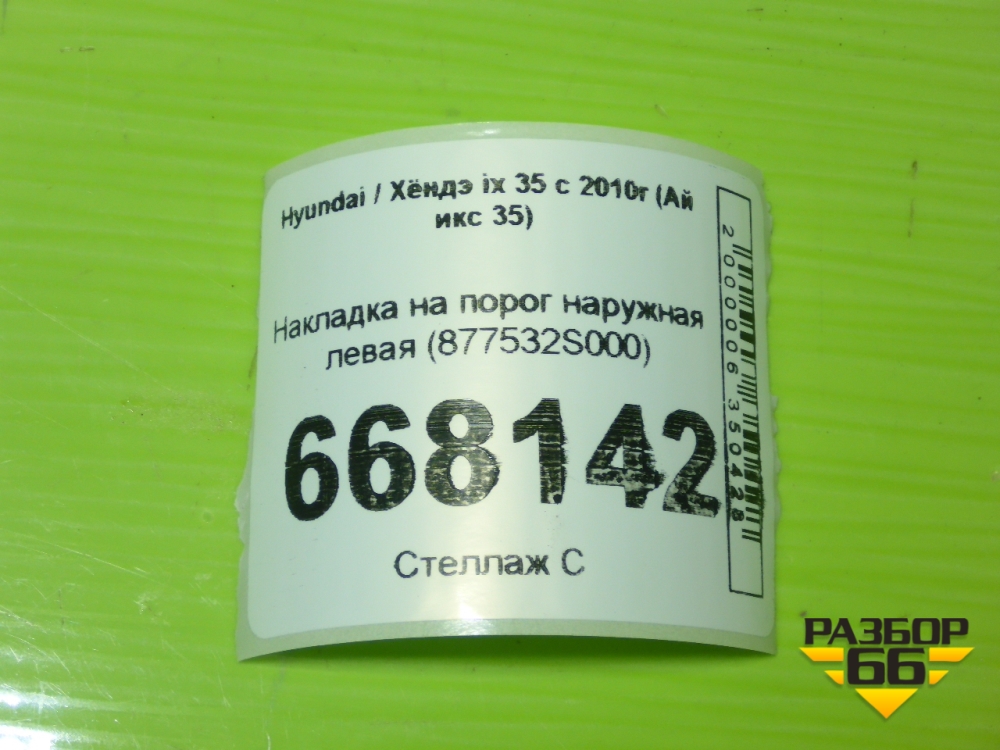 Hyundai / Хёндэ ix 35 с 2010г (Ай
икс 35)
Накладка на порог наружная
левая (877532S000)
668142
Стеллаж С
2000006350428
РАЗБОР
66